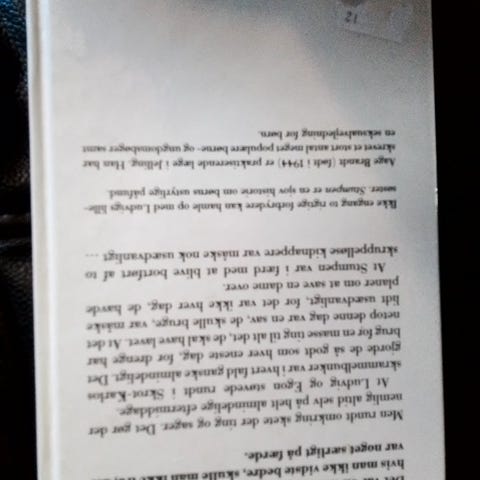 hvis man ikke vidste bedre, skulle man ikke
var noget særligt på færde.
Men rundt omkring skete der ting og sager. Det gør der
nemlig altid selv på helt almindelige eftermiddage.
At Ludvig og Egon støvede rundt i Skrot-Karlos
skrammelbunker var i hvert fald ganske almindeligt. Det
gjorde de så godt som hver eneste dag, for drenge har
brug for en masse ting til alt det, de skal have lavet. At det
netop denne dag var en sav, de skulle bruge, var måske
lidt usædvanligt, for det var ikke hver dag, de havde
planer om at save en dame over.
At Stumpen var i færd med at blive bortført af to
skruppelløse kidnappere var måske nok usædvanligt ...
Ikke engang to rigtige forbrydere kan hamle op med Ludvigs lille-
søster. Stumpen er en sjov historie om børns ustyrlige påfund.
Aage Brandt (født i 1944) er praktiserende læge i Jelling. Han har
skrevet et stort antal meget populære børne- og ungdomsbøger samt
en seksualvejledning for børn.
21